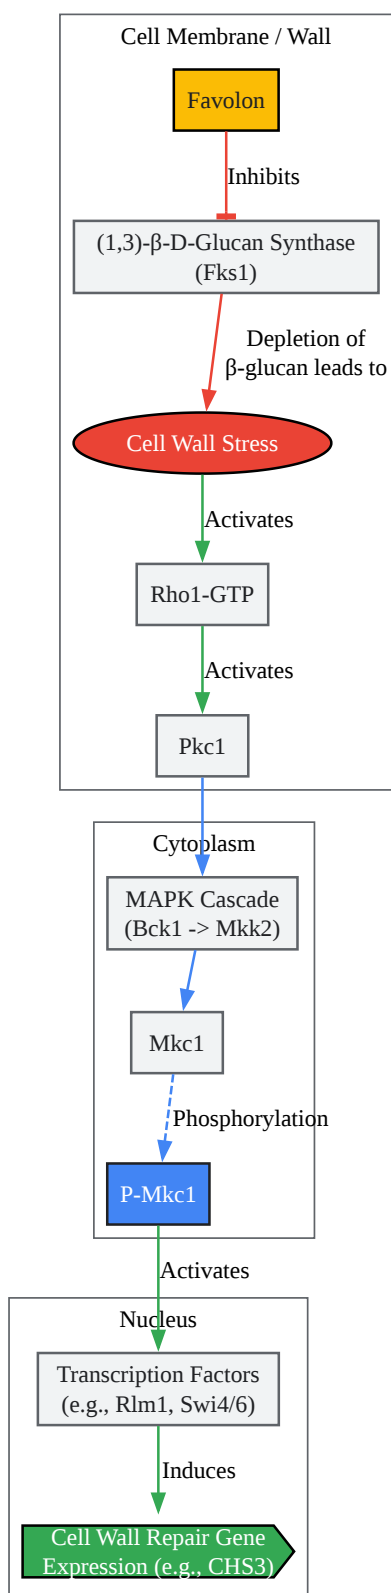 Cell Membrane / Wall
Favolon
Inhibits
(1,3)-β-D-Glucan Synthase
(Fks1)
Depletion of
β-glucan leads to
Cell Wall Stress
Activates
Rho1-GTP
Activates
Pkc1
Cytoplasm
MAPK Cascade
(Bck1 -> Mkk2)
Mkc1
Phosphorylation
P-Mkc1
Activates
Nucleus
Transcription Factors
(e.g., Rlm1, Swi4/6)
Induces
Cell Wall Repair Gene
Expression (e.g., CHS3)